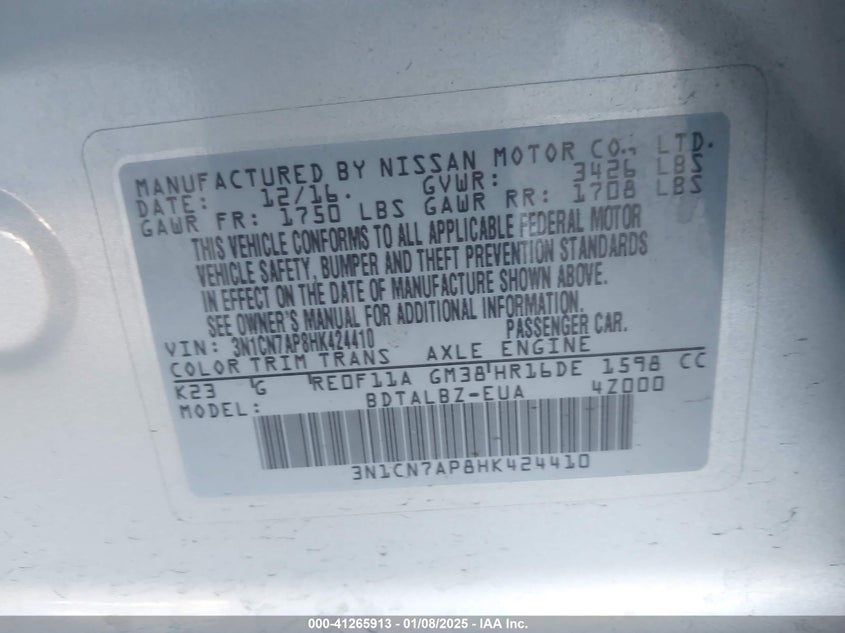 MANUFACTURED BY NISSAN MOTOR CO., LTD.
DATE: 12/16. GVWR: 3426 LBS
GAWR FR: 1750 LBS GAWR RR: 1708 LBS
THIS VEHICLE CONFORMS TO ALL APPLICABLE FEDERAL MOTOR
VEHICLE SAFETY, BUMPER AND THEFT PREVENTION STANDARDS
IN EFFECT ON THE DATE OF MANUFACTURE SHOWN ABOVE.
SEE OWNER'S MANUAL FOR ADDITIONAL INFORMATION.
VIN: 3N1CN7AP8HK424410 PASSENGER CAR.
COLOR TRIM TRANS AXLE ENGINE
K23 G RE0F11A GM38 HR16DE 1598 CC
MODEL: BDTALBZ-EUA 4Z000
3N1CN7AP8HK424410
000-41265913 - 01/08/2025 - IAA Inc.